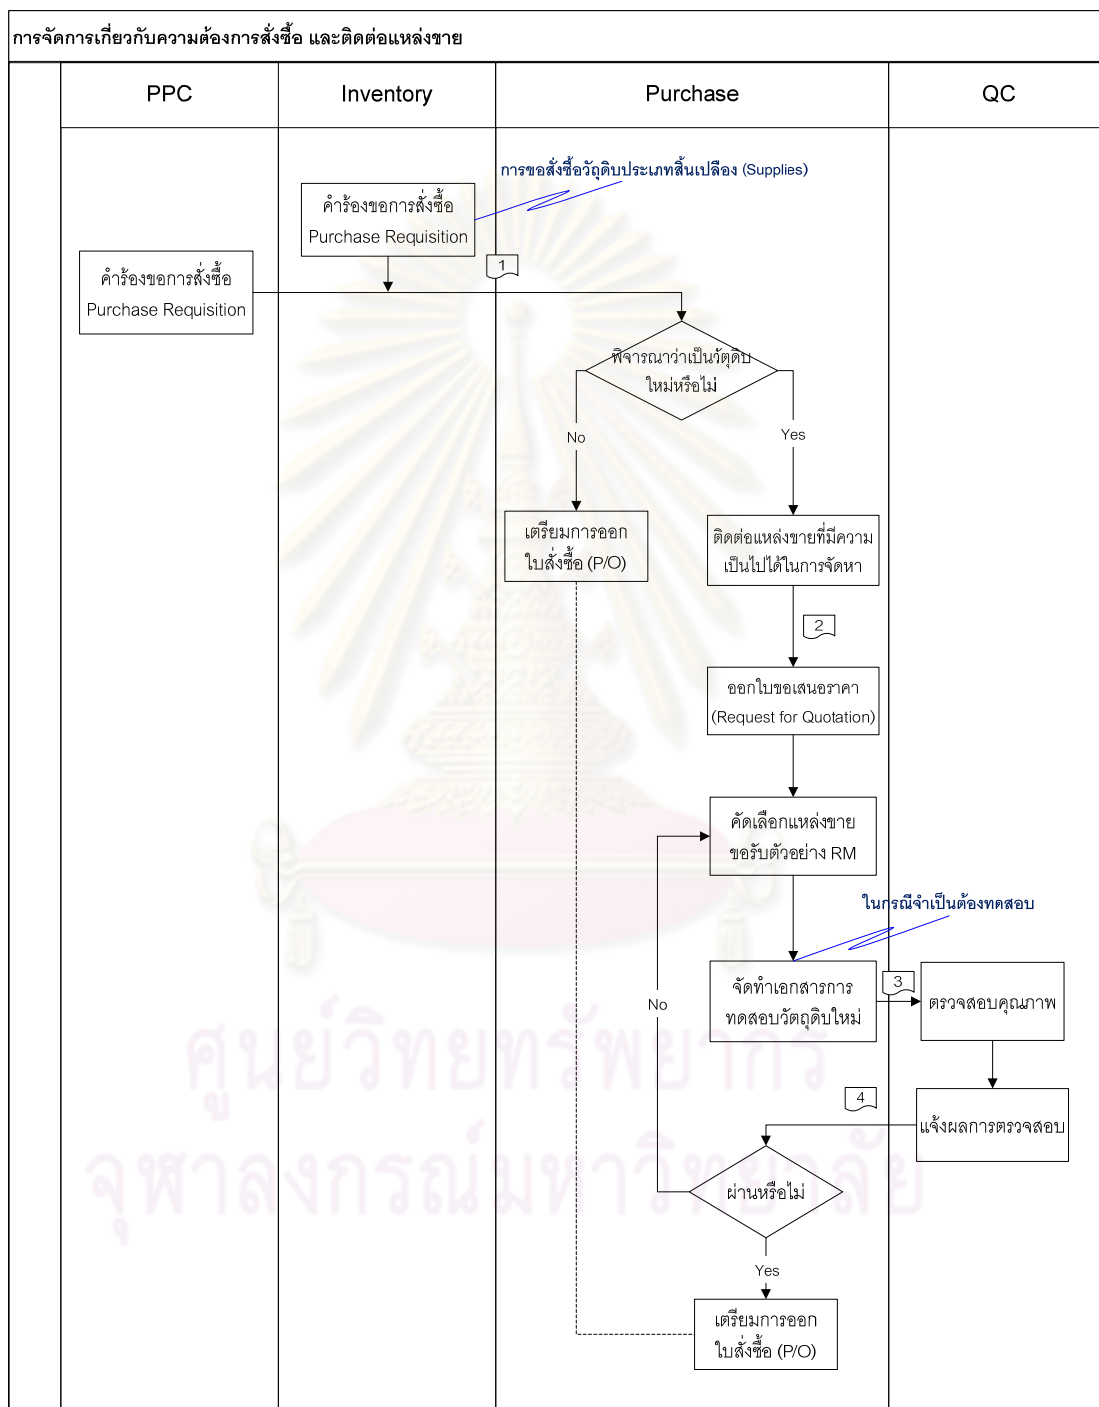 การจัดการเกี่ยวกับความต้องการสั่งซื้อ และติดต่อแหล่งขาย
PPC
Inventory
Purchase
QC
การขอสั่งซื้อวัถุดิบประเภทสิ้นเปลือง (Supplies)
คำร้องขอการสั่งซื้อ
Purchase Requisition
1
คำร้องขอการสั่งซื้อ
Purchase Requisition
พิจารณาว่าเป็นวัตุดิบ
ใหม่หรือไม่
No
Yes
เตรียมการออก
ใบสั่งซื้อ (P/O)
ติดต่อแหล่งขายที่มีความ
เป็นไปได้ในการจัดหา
2
ออกใบขอเสนอราคา
(Request for Quotation)
คัดเลือกแหล่งขาย
ขอรับตัวอย่าง RM
ในกรณีจำเป็นต้องทดสอบ
No
จัดทำเอกสารการ
ทดสอบวัตถุดิบใหม่
3
ตรวจสอบคุณภาพ
4
แจ้งผลการตรวจสอบ
ผ่านหรือไม่
Yes
เตรียมการออก
ใบสั่งซื้อ (P/O)
ศูนย์วิทยทรัพยากร
จุฬาลงกรณ์มหาวิทยาลัย